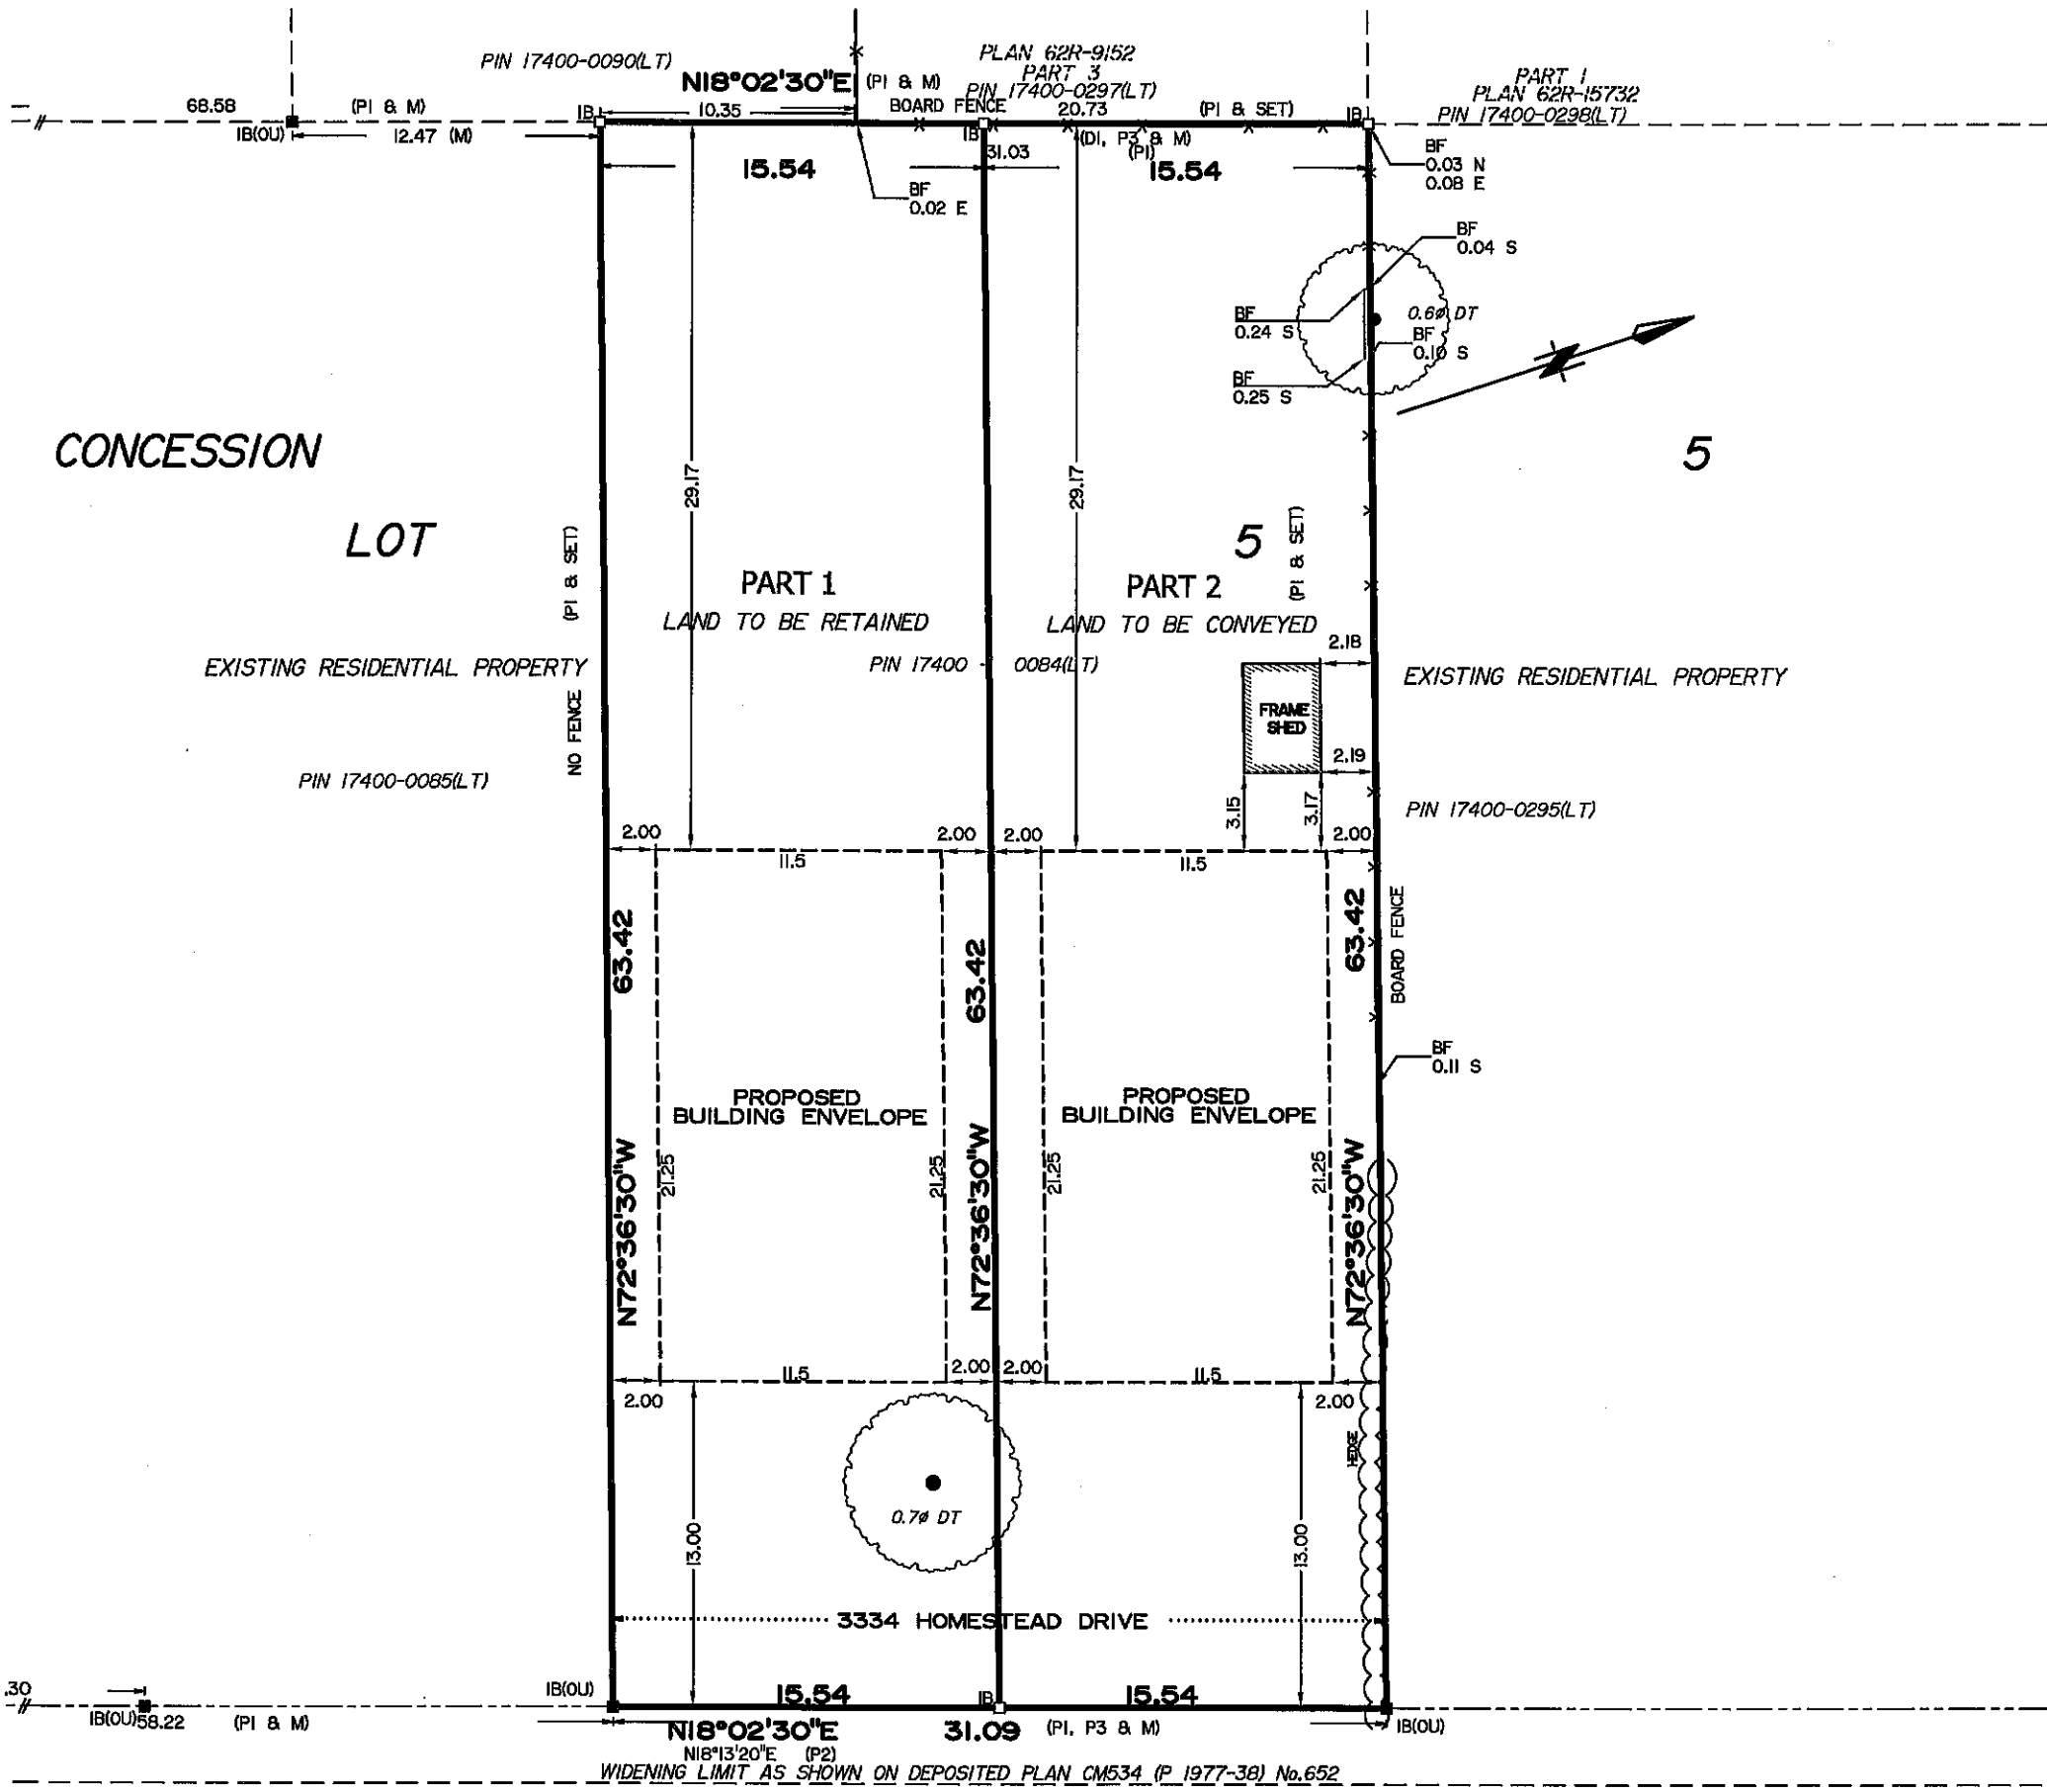 PIN 17400-0090(LT)
N18°02'30"E (P1 & M)
PLAN 62R-9152
PART 3
PIN 17400-0297(LT)
PART 1
PLAN 62R-15732
PIN 17400-0298(LT)
68.58 (P1 & M)
IB
10.35
BOARD FENCE
20.73
(P1 & SET)
IB
IB(OU)
12.47 (M)
IB
31.03
(D1, P3 & M)
(P1)
15.54
15.54
BF
0.02 E
BF
0.03 N
0.08 E
BF
0.04 S
BF
0.24 S
0.6ø DT
BF
0.10 S
BF
0.25 S
CONCESSION
5
LOT
5
29.17
29.17
(P1 & SET)
(P1 & SET)
PART 1
LAND TO BE RETAINED
PART 2
LAND TO BE CONVEYED
EXISTING RESIDENTIAL PROPERTY
PIN 17400 - 0084(LT)
2.18
EXISTING RESIDENTIAL PROPERTY
FRAME
SHED
NO FENCE
2.19
PIN 17400-0085(LT)
3.15
3.17
PIN 17400-0295(LT)
2.00
2.00
2.00
2.00
11.5
11.5
63.42
63.42
63.42
BOARD FENCE
BF
0.11 S
PROPOSED
BUILDING ENVELOPE
PROPOSED
BUILDING ENVELOPE
N72°36'30"W
21.25
21.25
N72°36'30"W
21.25
21.25
N72°36'30"W
11.5
2.00
2.00
11.5
2.00
2.00
HEDGE
0.7ø DT
13.00
13.00
3334 HOMESTEAD DRIVE
.30
IB(OU)
58.22
(P1 & M)
IB(OU)
15.54
IB
15.54
IB(OU)
N18°02'30"E
31.09 (P1, P3 & M)
N18°13'20"E (P2)
WIDENING LIMIT AS SHOWN ON DEPOSITED PLAN CM534 (P 1977-38) No.652